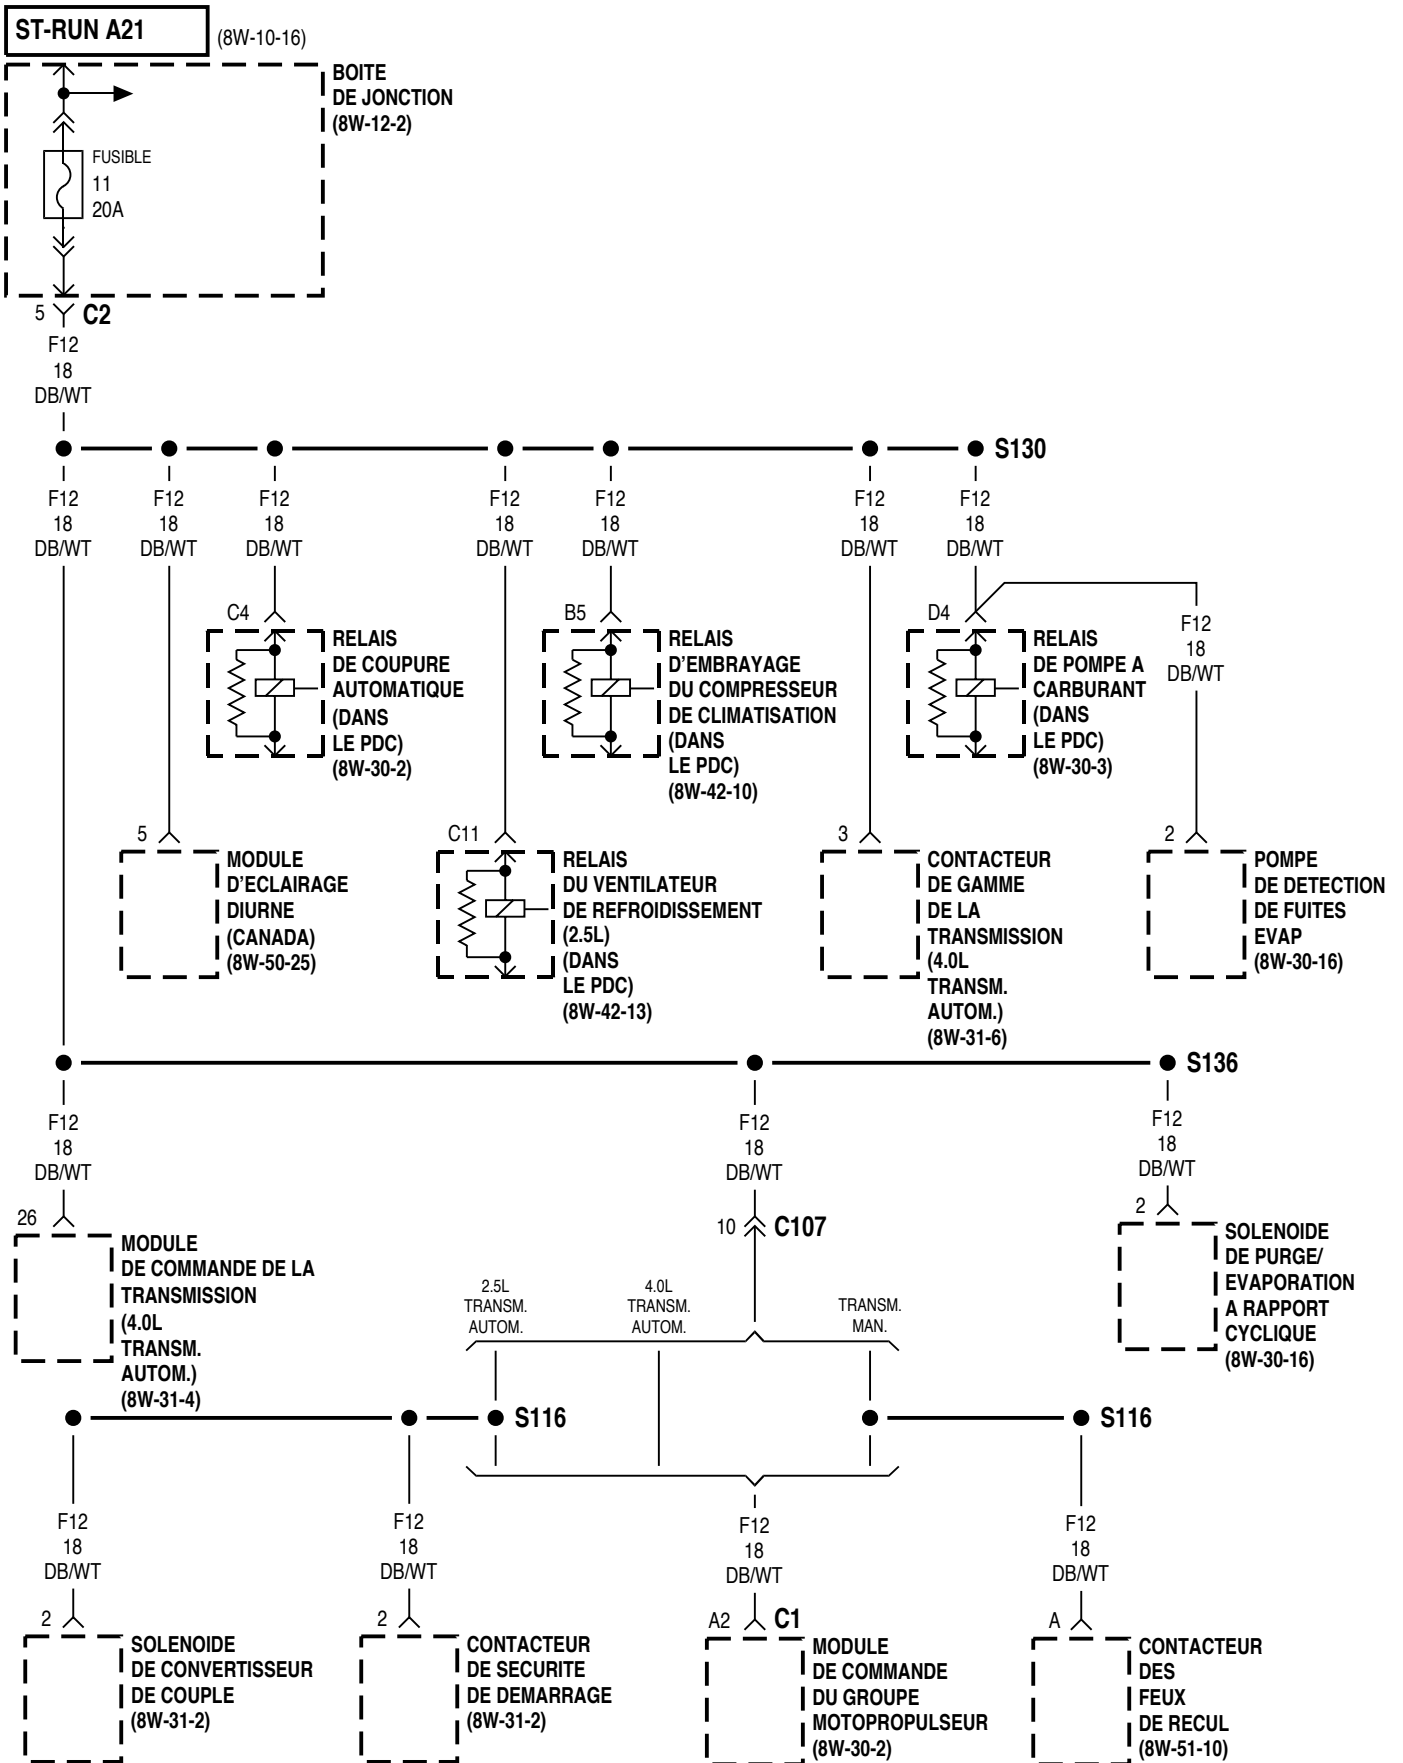 ST-RUN A21
(8W-10-16)
BOITE
DE JONCTION
(8W-12-2)
FUSIBLE
11
20A
5
C2
F12
18
DB/WT
S130
F12
18
DB/WT
F12
18
DB/WT
F12
18
DB/WT
F12
18
DB/WT
F12
18
DB/WT
F12
18
DB/WT
F12
18
DB/WT
C4
RELAIS
DE COUPURE
AUTOMATIQUE
(DANS
LE PDC)
(8W-30-2)
B5
RELAIS
D'EMBRAYAGE
DU COMPRESSEUR
DE CLIMATISATION
(DANS
LE PDC)
(8W-42-10)
D4
RELAIS
DE POMPE A
CARBURANT
(DANS
LE PDC)
(8W-30-3)
F12
18
DB/WT
5
MODULE
D'ECLAIRAGE
DIURNE
(CANADA)
(8W-50-25)
C11
RELAIS
DU VENTILATEUR
DE REFROIDISSEMENT
(2.5L)
(DANS
LE PDC)
(8W-42-13)
3
CONTACTEUR
DE GAMME
DE LA
TRANSMISSION
(4.0L
TRANSM.
AUTOM.)
(8W-31-6)
2
POMPE
DE DETECTION
DE FUITES
EVAP
(8W-30-16)
S136
F12
18
DB/WT
F12
18
DB/WT
F12
18
DB/WT
26
MODULE
DE COMMANDE DE LA
TRANSMISSION
(4.0L
TRANSM.
AUTOM.)
(8W-31-4)
10
C107
2
SOLENOIDE
DE PURGE/
EVAPORATION
A RAPPORT
CYCLIQUE
(8W-30-16)
2.5L
TRANSM.
AUTOM.
4.0L
TRANSM.
AUTOM.
TRANSM.
MAN.
S116
S116
F12
18
DB/WT
F12
18
DB/WT
F12
18
DB/WT
F12
18
DB/WT
2
SOLENOIDE
DE CONVERTISSEUR
DE COUPLE
(8W-31-2)
2
CONTACTEUR
DE SECURITE
DE DEMARRAGE
(8W-31-2)
A2
C1
MODULE
DE COMMANDE
DU GROUPE
MOTOPROPULSEUR
(8W-30-2)
A
CONTACTEUR
DES
FEUX
DE RECUL
(8W-51-10)